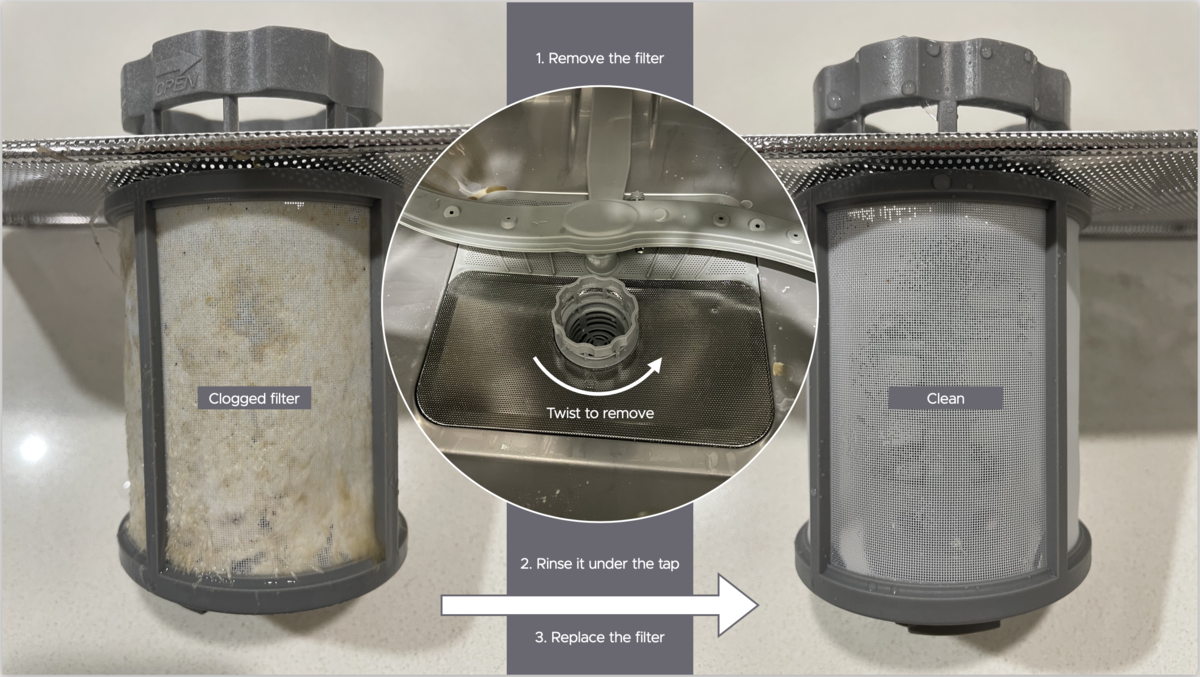 1. Remove the filter
OPEN
Clogged filter
Twist to remove
Clean
2. Rinse it under the tap
3. Replace the filter